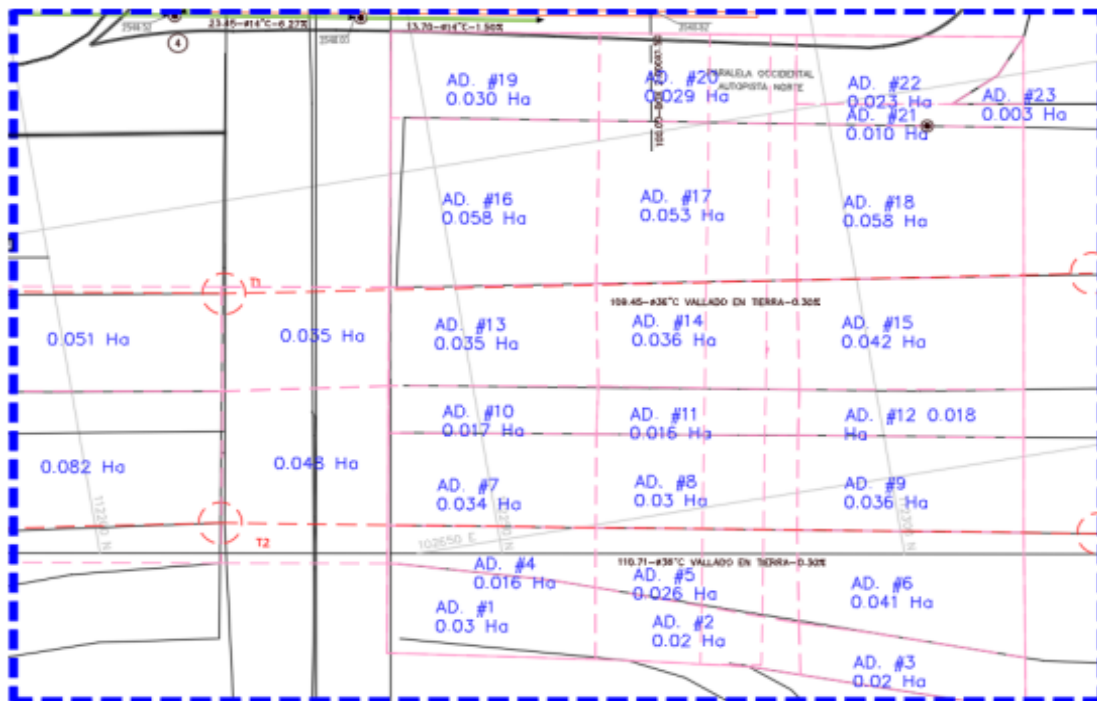 23.45-ø14"C-6.27%
13.70-ø14"C-1.50%
4
AD. #19
0.030 Ha
AD. #20
0.029 Ha
PARALELA OCCIDENTAL
AUTOPISTA NORTE
AD. #22
0.023 Ha
AD. #23
0.003 Ha
AD. #21
0.010 Ha
AD. #16
0.058 Ha
AD. #17
0.053 Ha
AD. #18
0.058 Ha
T1
109.45-ø36"C VALLADO EN TIERRA-0.30%
0.051 Ha
0.035 Ha
AD. #13
0.035 Ha
AD. #14
0.036 Ha
AD. #15
0.042 Ha
AD. #10
0.017 Ha
AD. #11
0.016 Ha
AD. #12 0.018
Ha
0.082 Ha
0.048 Ha
AD. #7
0.034 Ha
AD. #8
0.03 Ha
AD. #9
0.036 Ha
T2
102650 E
110.71-ø36"C VALLADO EN TIERRA-0.30%
AD. #4
0.016 Ha
AD. #5
0.026 Ha
AD. #6
0.041 Ha
AD. #1
0.03 Ha
AD. #2
0.02 Ha
AD. #3
0.02 Ha